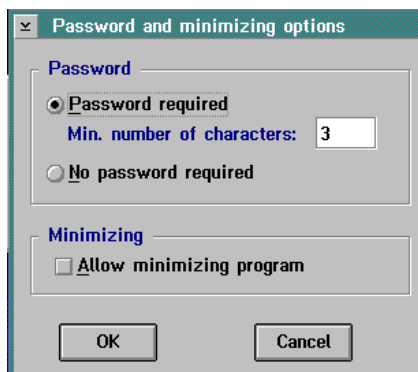 Password and minimizing options
Password
Password required
Min. number of characters: 3
No password required
Minimizing
Allow minimizing program
OK Cancel